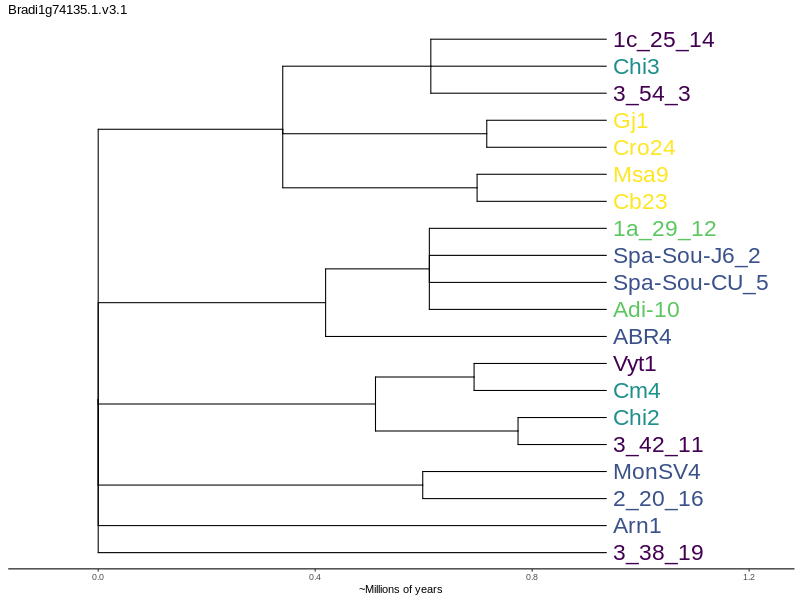 Bradi1g74135.1.v3.1
1c_25_14
Chi3
3_54_3
Gj1
Cro24
Msa9
Cb23
1a_29_12
Spa-Sou-J6_2
Spa-Sou-CU_5
Adi-10
ABR4
Vyt1
Cm4
Chi2
3_42_11
MonSV4
2_20_16
Arn1
3_38_19
0.0 0.4 0.8 1.2
~Millions of years